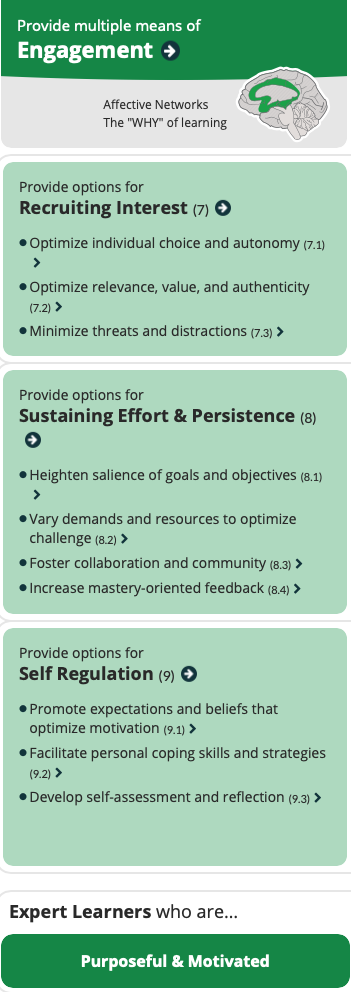 Provide multiple means of
Engagement
Affective Networks
The "WHY" of learning
Provide options for
Recruiting Interest (7)
Optimize individual choice and autonomy (7.1)
Optimize relevance, value, and authenticity
(7.2)
Minimize threats and distractions (7.3)
Provide options for
Sustaining Effort & Persistence (8)
Heighten salience of goals and objectives (8.1)
Vary demands and resources to optimize
challenge (8.2)
Foster collaboration and community (8.3)
Increase mastery-oriented feedback (8.4)
Provide options for
Self Regulation (9)
Promote expectations and beliefs that
optimize motivation (9.1)
Facilitate personal coping skills and strategies
(9.2)
Develop self-assessment and reflection (9.3)
Expert Learners who are...
Purposeful & Motivated